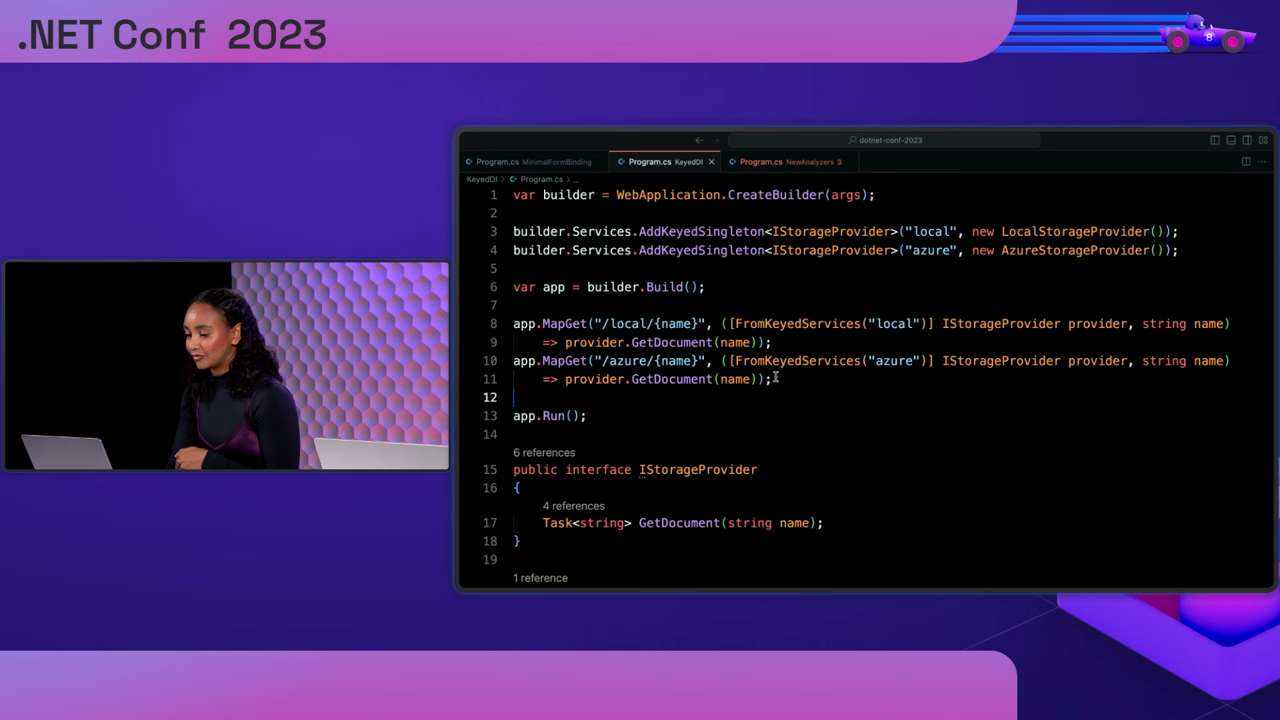 .NET Conf 2023
8
dotnet-conf-2023
Program.cs MinimalFormBinding
Program.cs KeyedDI
Program.cs NewAnalyzers 3
KeyedDI > Program.cs > ...
1 var builder = WebApplication.CreateBuilder(args);
2
3 builder.Services.AddKeyedSingleton<IStorageProvider>("local", new LocalStorageProvider());
4 builder.Services.AddKeyedSingleton<IStorageProvider>("azure", new AzureStorageProvider());
5
6 var app = builder.Build();
7
8 app.MapGet("/local/{name}", ([FromKeyedServices("local")] IStorageProvider provider, string name)
9 => provider.GetDocument(name));
10 app.MapGet("/azure/{name}", ([FromKeyedServices("azure")] IStorageProvider provider, string name)
11 => provider.GetDocument(name));
12
13 app.Run();
14
6 references
15 public interface IStorageProvider
16 {
4 references
17 Task<string> GetDocument(string name);
18 }
19
1 reference